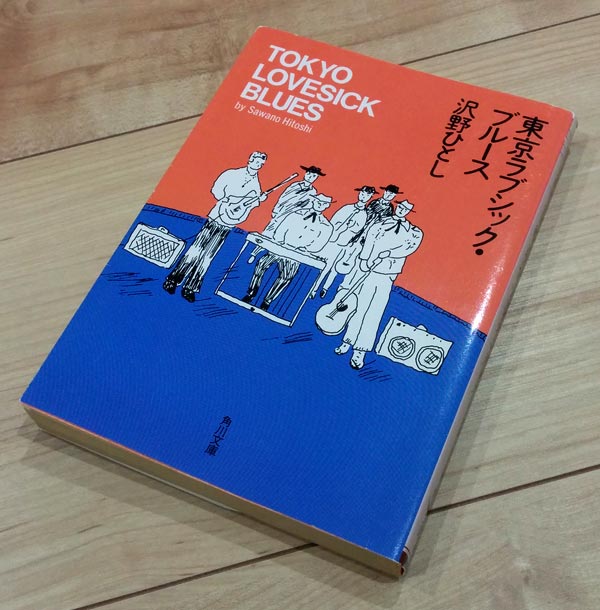 TOKYO
LOVESICK
BLUES
by Sawano Hitoshi
東京ラブシック・
ブルース
沢野ひとし
角川文庫